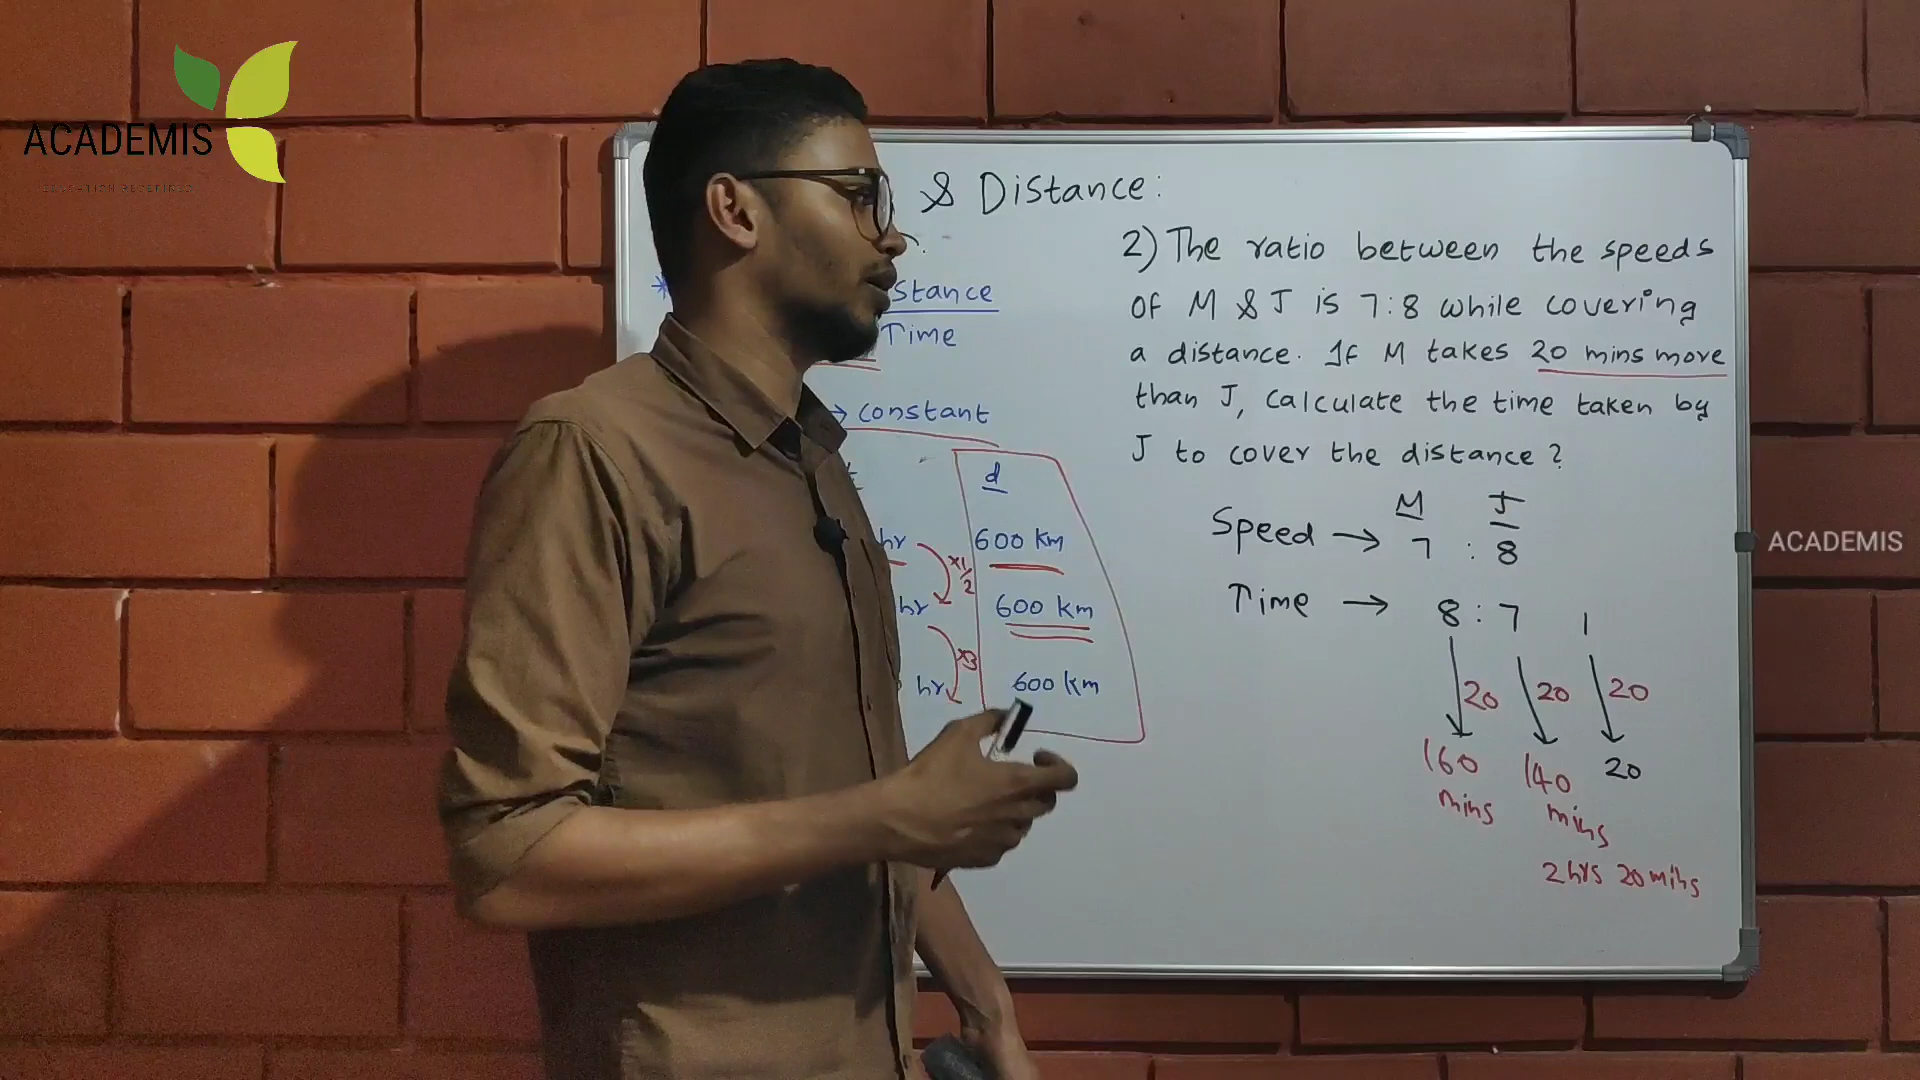 ACADEMIS
EDUCATION REDEFINED
& Distance:
*
stance
Time
→ constant
d
hr 600 km
×1/2
hr 600 km
×3
hr 600 km
2) The ratio between the speeds
of M & J is 7:8 while covering
a distance. If M takes 20 mins more
than J, calculate the time taken by
J to cover the distance?
M J
Speed → 7 : 8
Time → 8 : 7 1
20 20 20
160 140 20
mins mins
2 hrs 20 mins
ACADEMIS